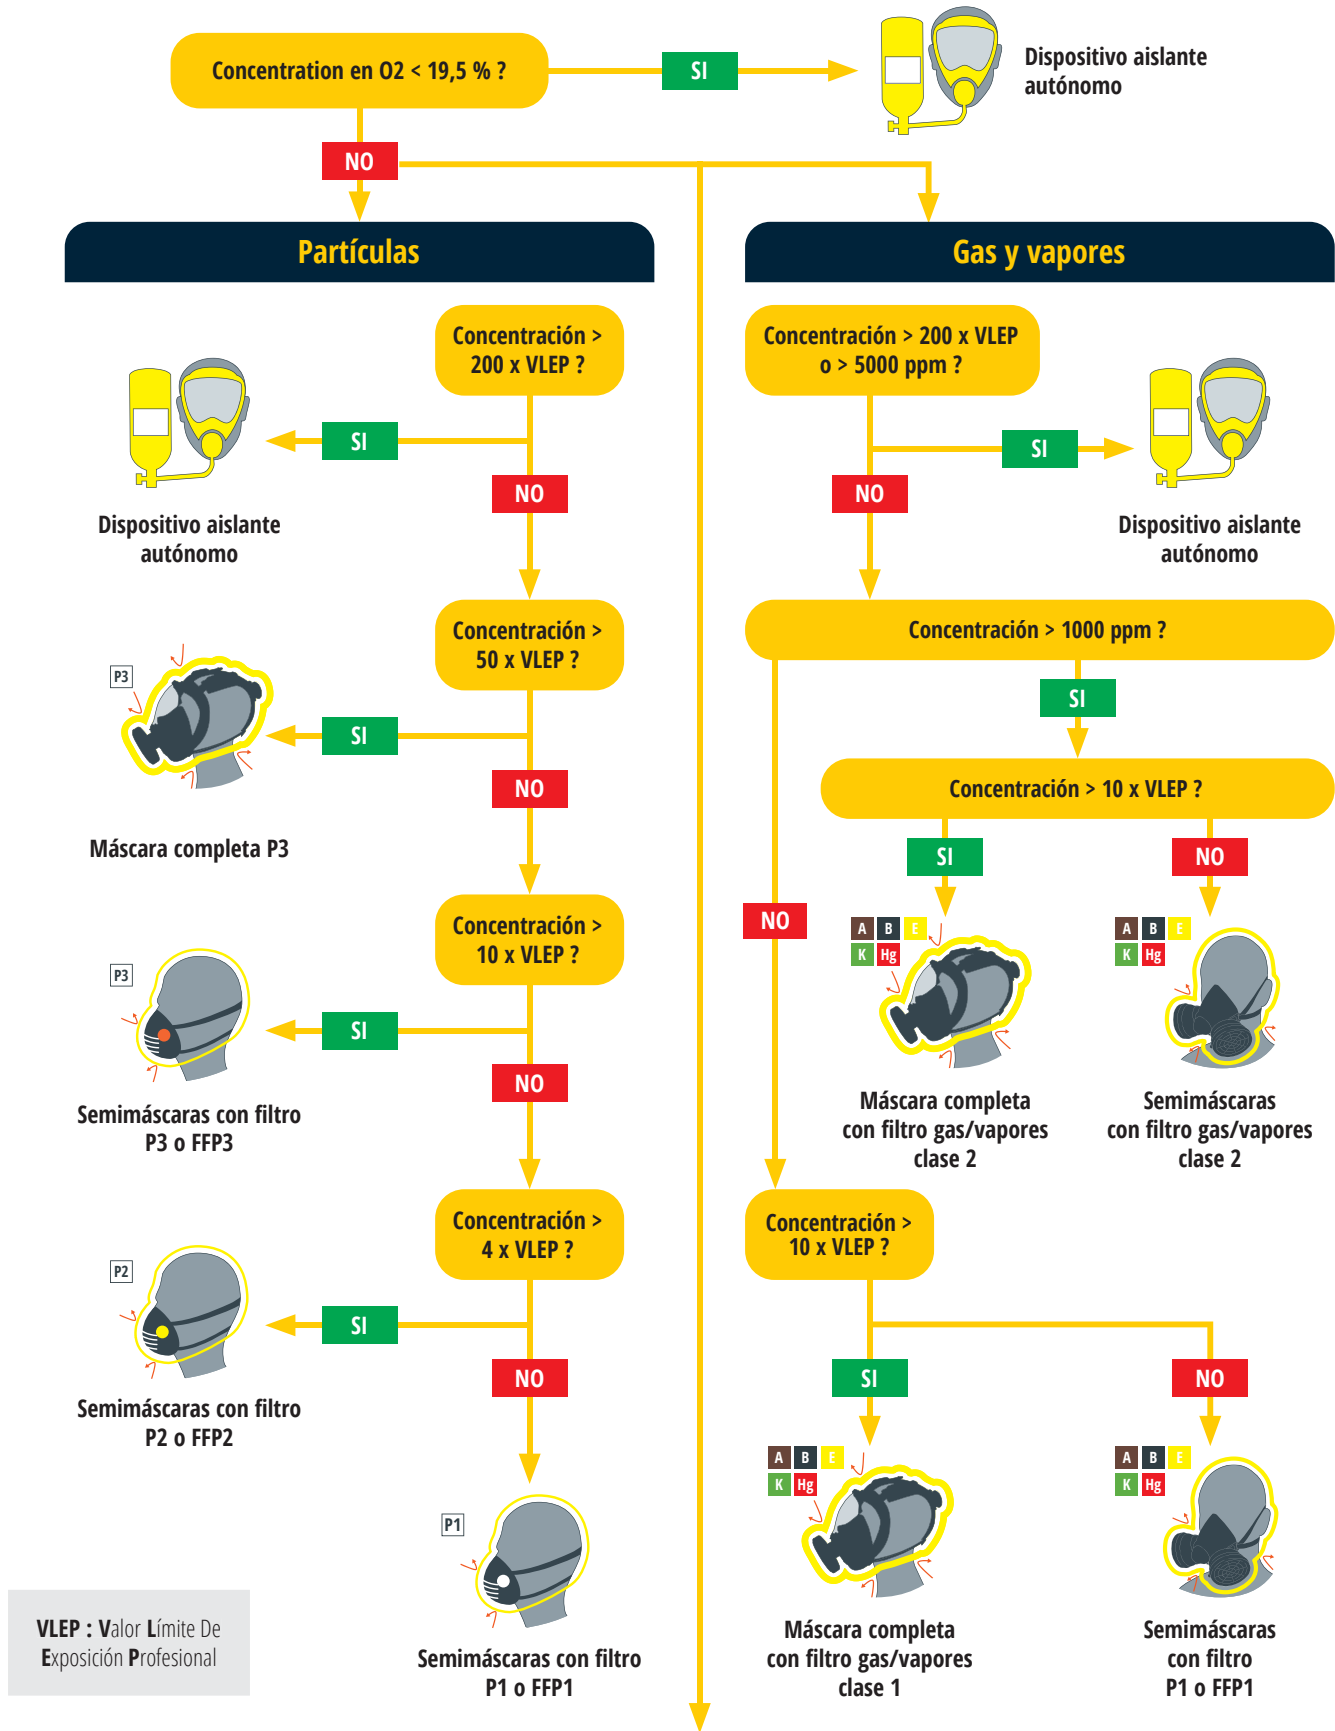 Concentration en O2 < 19,5 % ?
SI
Dispositivo aislante
autónomo
NO
Partículas
Concentración >
200 x VLEP ?
SI
Dispositivo aislante
autónomo
NO
Concentración >
50 x VLEP ?
P3
SI
Máscara completa P3
NO
Concentración >
10 x VLEP ?
P3
SI
Semimáscaras con filtro
P3 o FFP3
NO
Concentración >
4 x VLEP ?
P2
SI
Semimáscaras con filtro
P2 o FFP2
NO
P1
Semimáscaras con filtro
P1 o FFP1
VLEP : Valor Límite De
Exposición Profesional
Gas y vapores
Concentración > 200 x VLEP
o > 5000 ppm ?
SI
Dispositivo aislante
autónomo
NO
Concentración > 1000 ppm ?
SI
Concentración > 10 x VLEP ?
SI
A B E
K Hg
Máscara completa
con filtro gas/vapores
clase 2
NO
A B E
K Hg
Semimáscaras
con filtro gas/vapores
clase 2
NO
Concentración >
10 x VLEP ?
SI
A B E
K Hg
Máscara completa
con filtro gas/vapores
clase 1
NO
A B E
K Hg
Semimáscaras
con filtro
P1 o FFP1